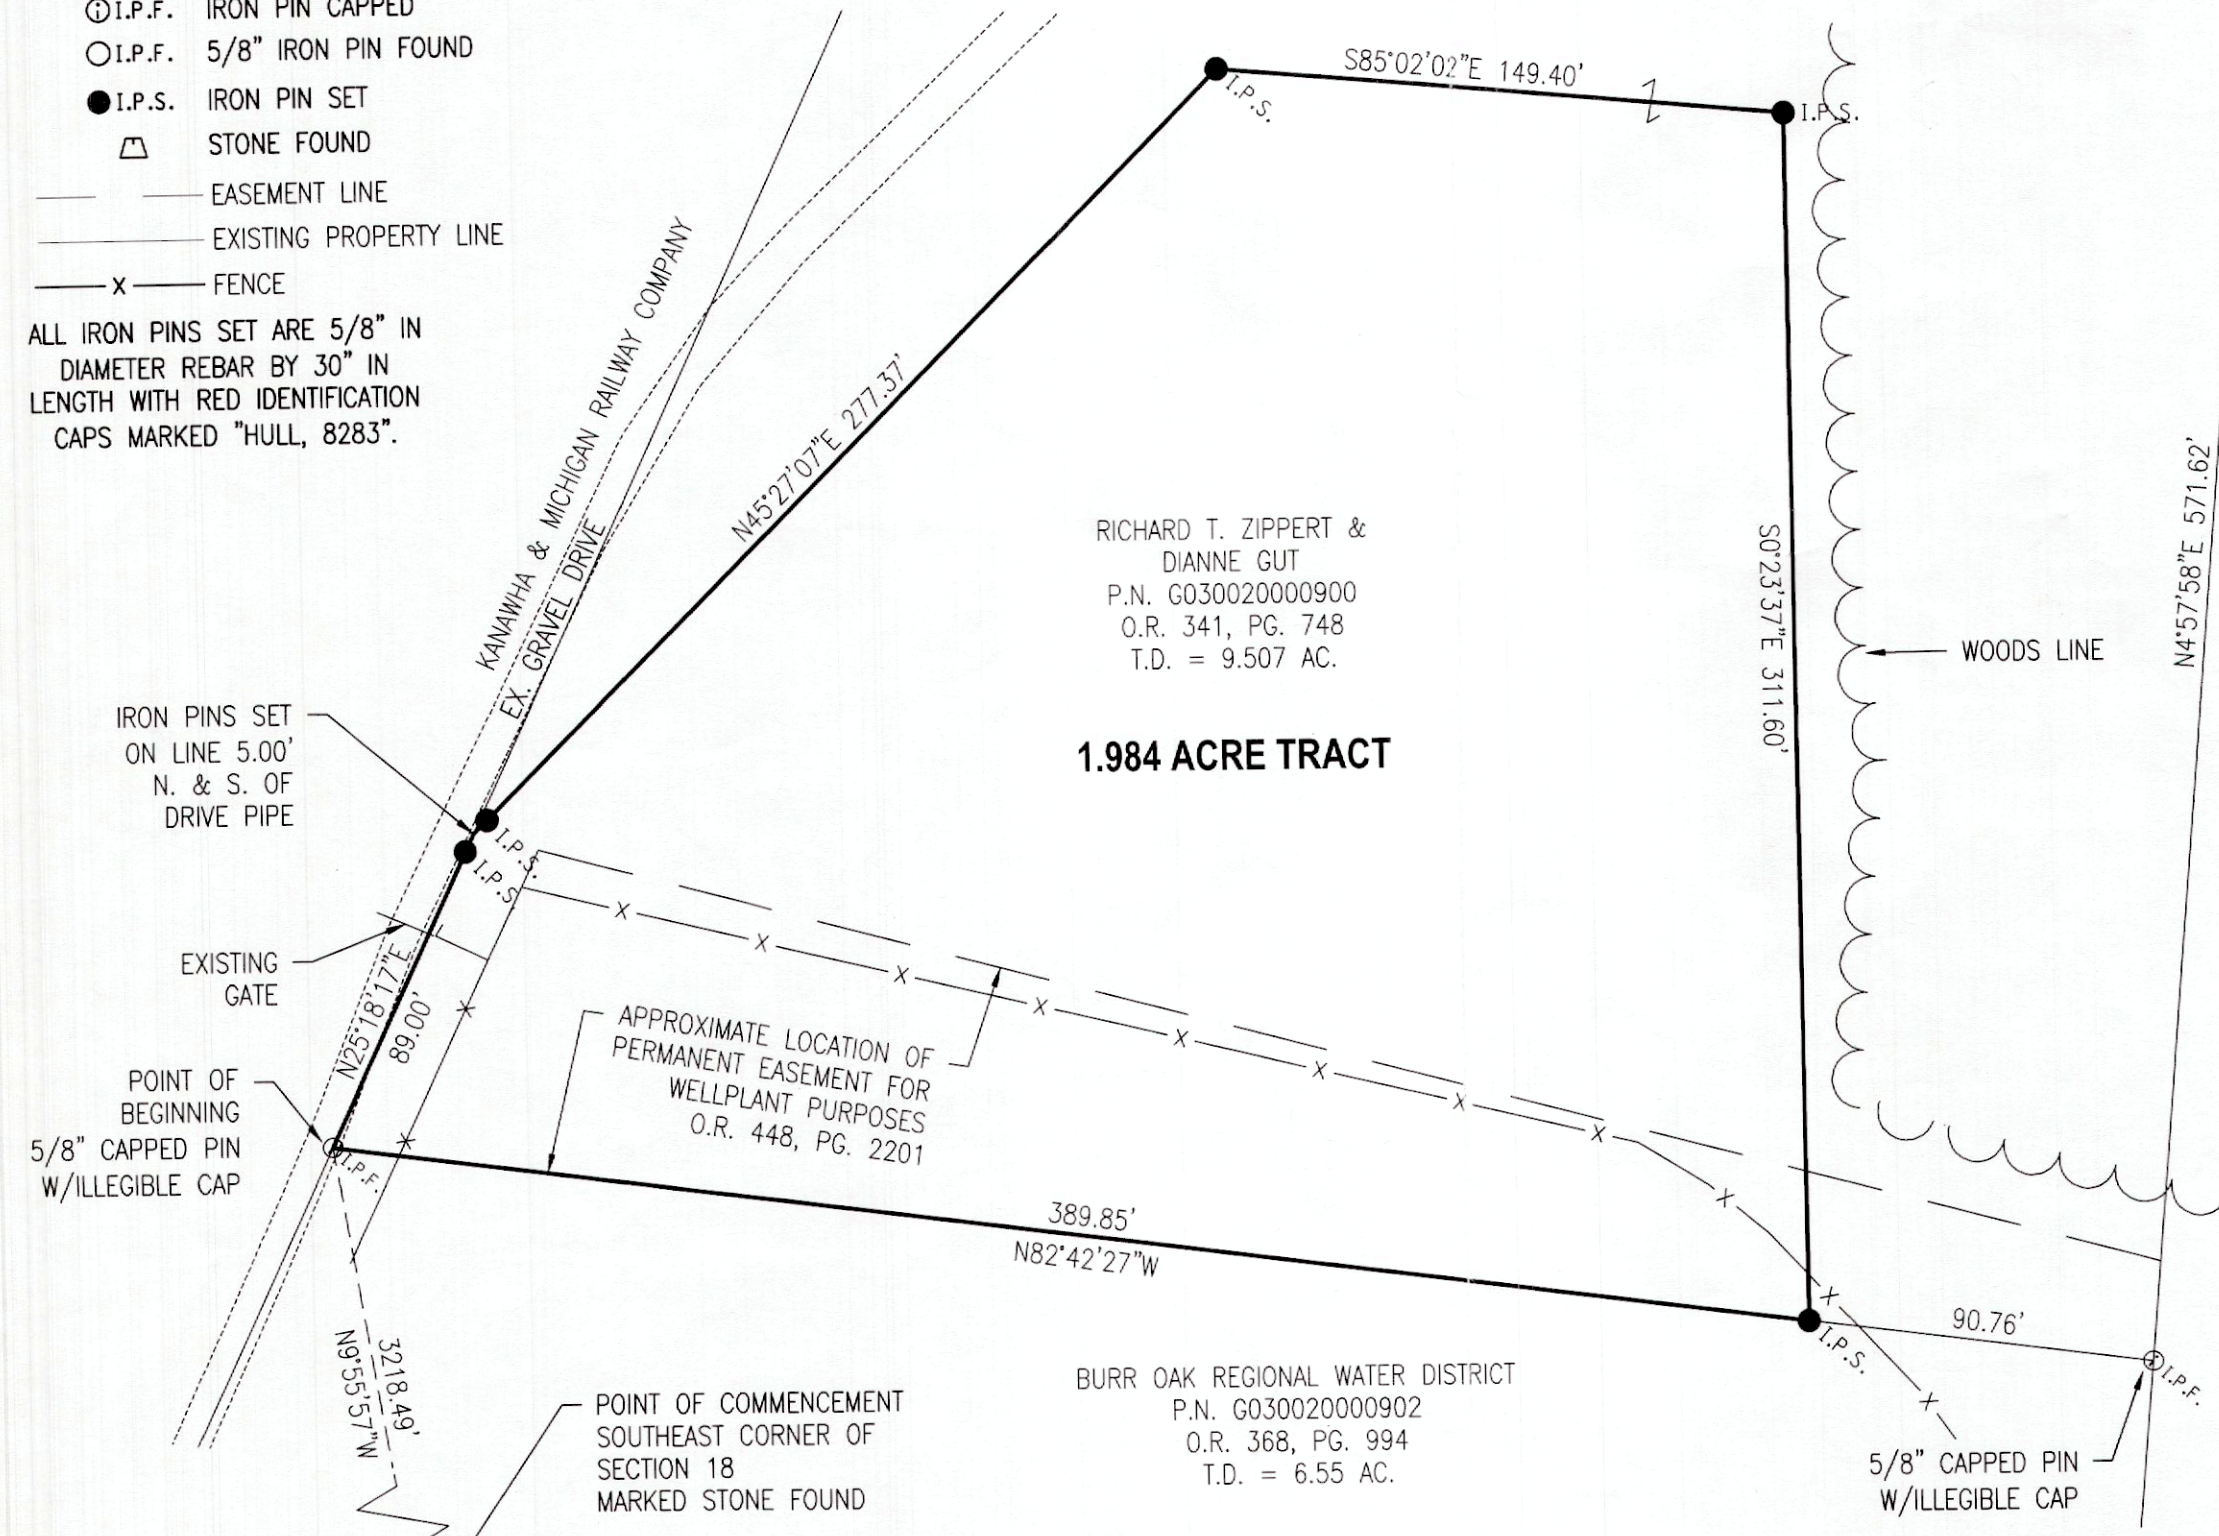 I.P.F. IRON PIN CAPPED
I.P.F. 5/8" IRON PIN FOUND
I.P.S. IRON PIN SET
STONE FOUND
EASEMENT LINE
EXISTING PROPERTY LINE
X FENCE
ALL IRON PINS SET ARE 5/8" IN
DIAMETER REBAR BY 30" IN
LENGTH WITH RED IDENTIFICATION
CAPS MARKED "HULL, 8283".
S85°02'02"E 149.40'
I.P.S.
I.P.S.
KANAWHA & MICHIGAN RAILWAY COMPANY
EX. GRAVEL DRIVE
N45°27'07"E 277.37'
RICHARD T. ZIPPERT &
DIANNE GUT
P.N. G030020000900
O.R. 341, PG. 748
T.D. = 9.507 AC.
1.984 ACRE TRACT
S0°23'37"E 311.60'
WOODS LINE
N4°57'58"E 571.62'
IRON PINS SET
ON LINE 5.00'
N. & S. OF
DRIVE PIPE
I.P.S.
I.P.S.
EXISTING
GATE
N25°18'17"E
89.00'
POINT OF
BEGINNING
5/8" CAPPED PIN
W/ILLEGIBLE CAP
I.P.F.
APPROXIMATE LOCATION OF
PERMANENT EASEMENT FOR
WELLPLANT PURPOSES
O.R. 448, PG. 2201
389.85'
N82°42'27"W
3218.49'
N9°55'57"W
POINT OF COMMENCEMENT
SOUTHEAST CORNER OF
SECTION 18
MARKED STONE FOUND
BURR OAK REGIONAL WATER DISTRICT
P.N. G030020000902
O.R. 368, PG. 994
T.D. = 6.55 AC.
I.P.S.
90.76'
I.P.F.
5/8" CAPPED PIN
W/ILLEGIBLE CAP